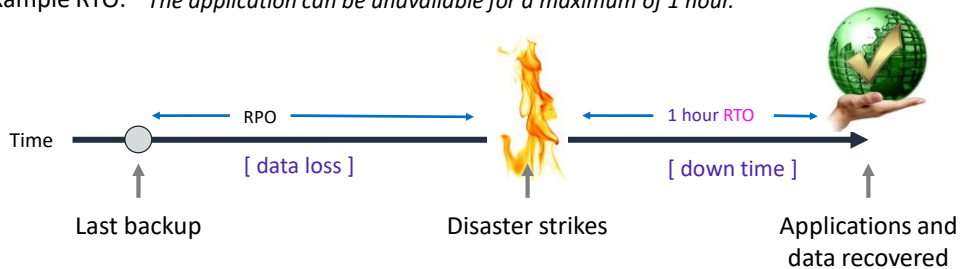 RTO: The application can be unavailable for a maximum of 1 hour.
RPO
1 hour RTO
Time
[ data loss ]
[ down time ]
Last backup
Disaster strikes
Applications and
data recovered